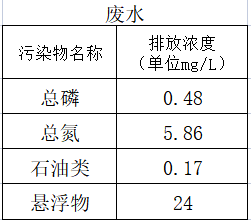 废水
污染物名称 排放浓度
（单位mg/L）
总磷 0.48
总氮 5.86
石油类 0.17
悬浮物 24